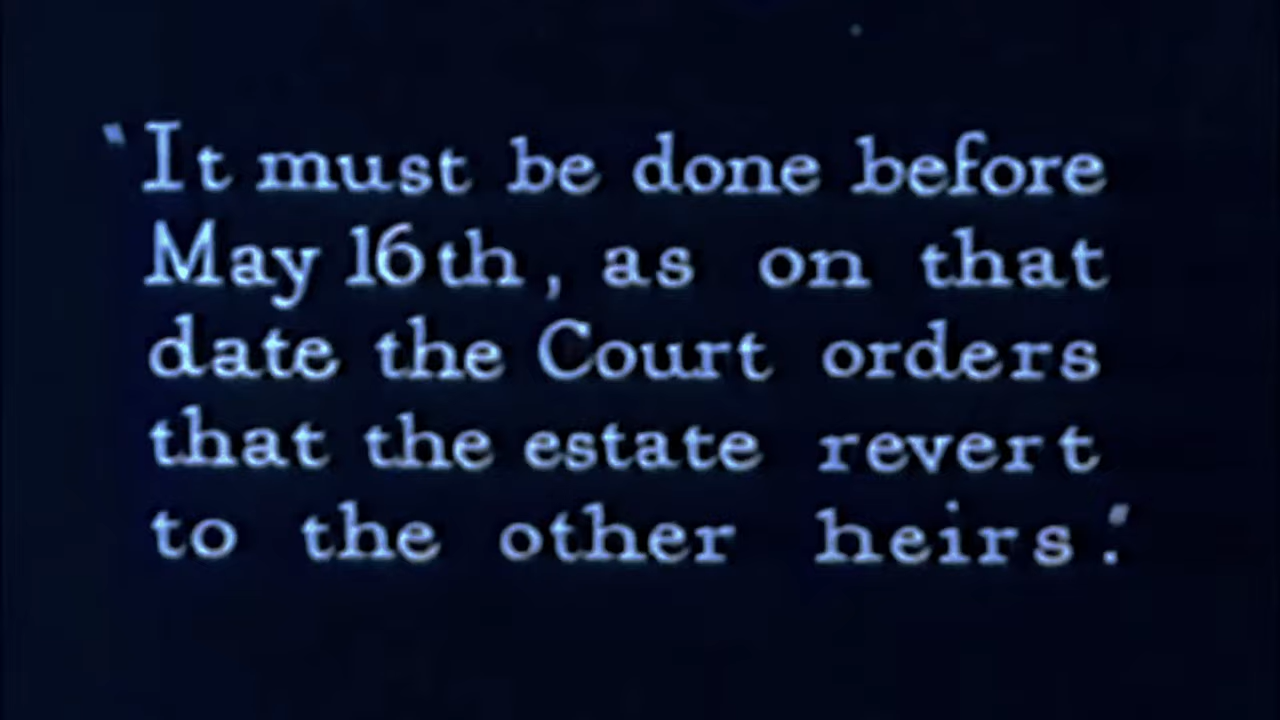 "It must be done before
May 16th, as on that
date the Court orders
that the estate revert
to the other heirs."